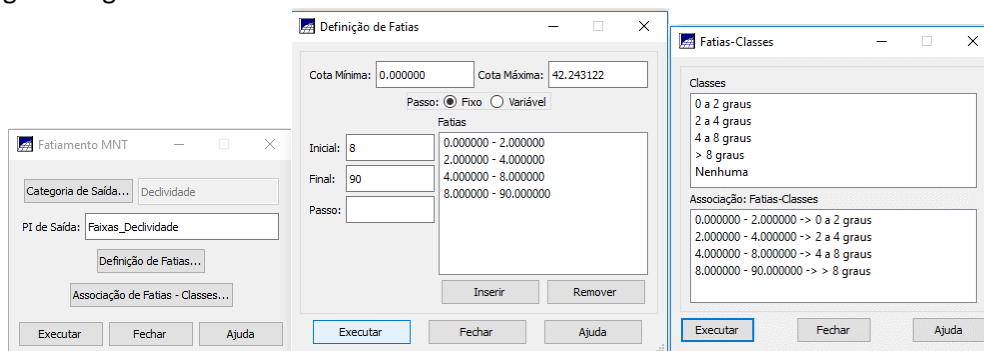 Fatiamento MNT
Categoria de Saída... Declividade
PI de Saída: Faixas_Declividade
Definição de Fatias...
Associação de Fatias - Classes...
Executar Fechar Ajuda
Definição de Fatias
Cota Mínima: 0.000000 Cota Máxima: 42.243122
Passo: Fixo Variável
Fatias
Inicial: 8
Final: 90
Passo:
0.000000 - 2.000000
2.000000 - 4.000000
4.000000 - 8.000000
8.000000 - 90.000000
Inserir Remover
Executar Fechar Ajuda
Fatias-Classes
Classes
0 a 2 graus
2 a 4 graus
4 a 8 graus
> 8 graus
Nenhuma
Associação: Fatias-Classes
0.000000 - 2.000000 -> 0 a 2 graus
2.000000 - 4.000000 -> 2 a 4 graus
4.000000 - 8.000000 -> 4 a 8 graus
8.000000 - 90.000000 -> > 8 graus
Executar Fechar Ajuda